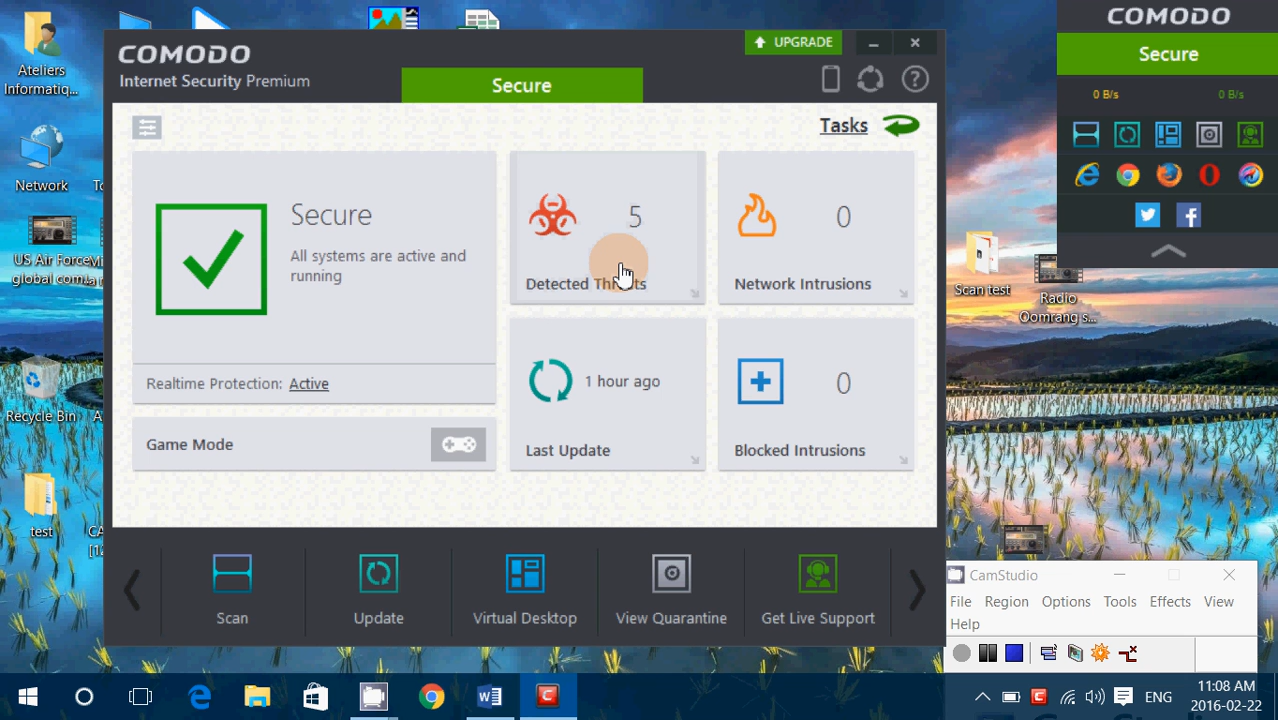 Ateliers
Informatiq...
Network
US Air Force
global com...
Recycle Bin
test
COMODO
Internet Security Premium
UPGRADE
Secure
Tasks
Secure
All systems are active and
running
Realtime Protection: Active
Game Mode
5
Detected Threats
0
Network Intrusions
1 hour ago
Last Update
0
Blocked Intrusions
Scan
Update
Virtual Desktop
View Quarantine
Get Live Support
COMODO
Secure
0 B/s
0 B/s
Scan test
Radio
Oomrang s...
CamStudio
File Region Options Tools Effects View
Help
ENG
11:08 AM
2016-02-22